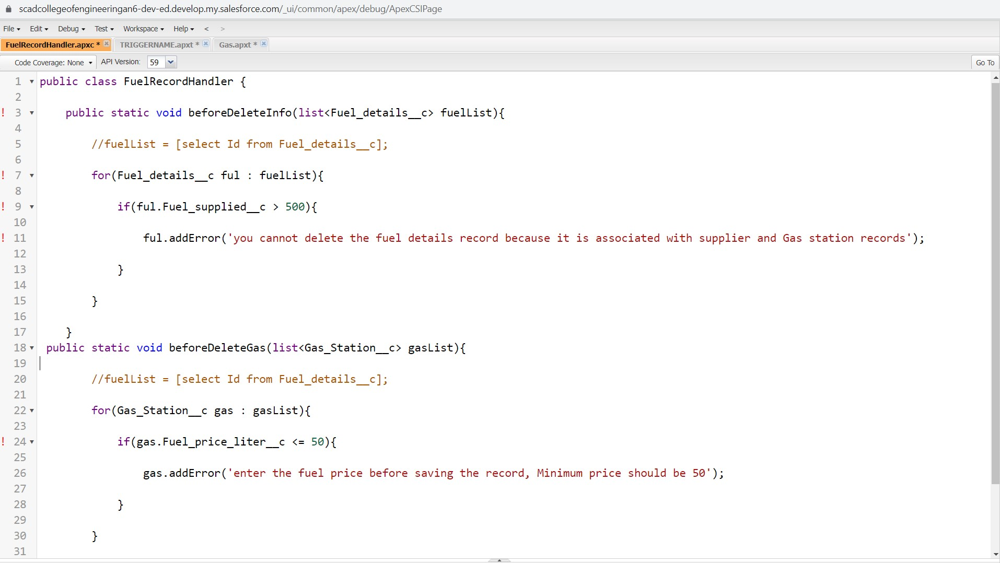 scadcollegeofengineeringan6-dev-ed.develop.my.salesforce.com/_ui/common/apex/debug/ApexCSIPage
File Edit Debug Test Workspace Help < >
FuelRecordHandler.apxc * TRIGGERNAME.apxt * Gas.apxt *
Code Coverage: None API Version: 59 Go To
1 public class FuelRecordHandler {
2
! 3 public static void beforeDeleteInfo(list<Fuel_details__c> fuelList){
4
5 //fuelList = [select Id from Fuel_details__c];
6
! 7 for(Fuel_details__c ful : fuelList){
8
! 9 if(ful.Fuel_supplied__c > 500){
10
! 11 ful.addError('you cannot delete the fuel details record because it is associated with supplier and Gas station records');
12
13 }
14
15 }
16
17 }
18 public static void beforeDeleteGas(list<Gas_Station__c> gasList){
19
20 //fuelList = [select Id from Fuel_details__c];
21
22 for(Gas_Station__c gas : gasList){
23
! 24 if(gas.Fuel_price_liter__c <= 50){
25
26 gas.addError('enter the fuel price before saving the record, Minimum price should be 50');
27
28 }
29
30 }
31